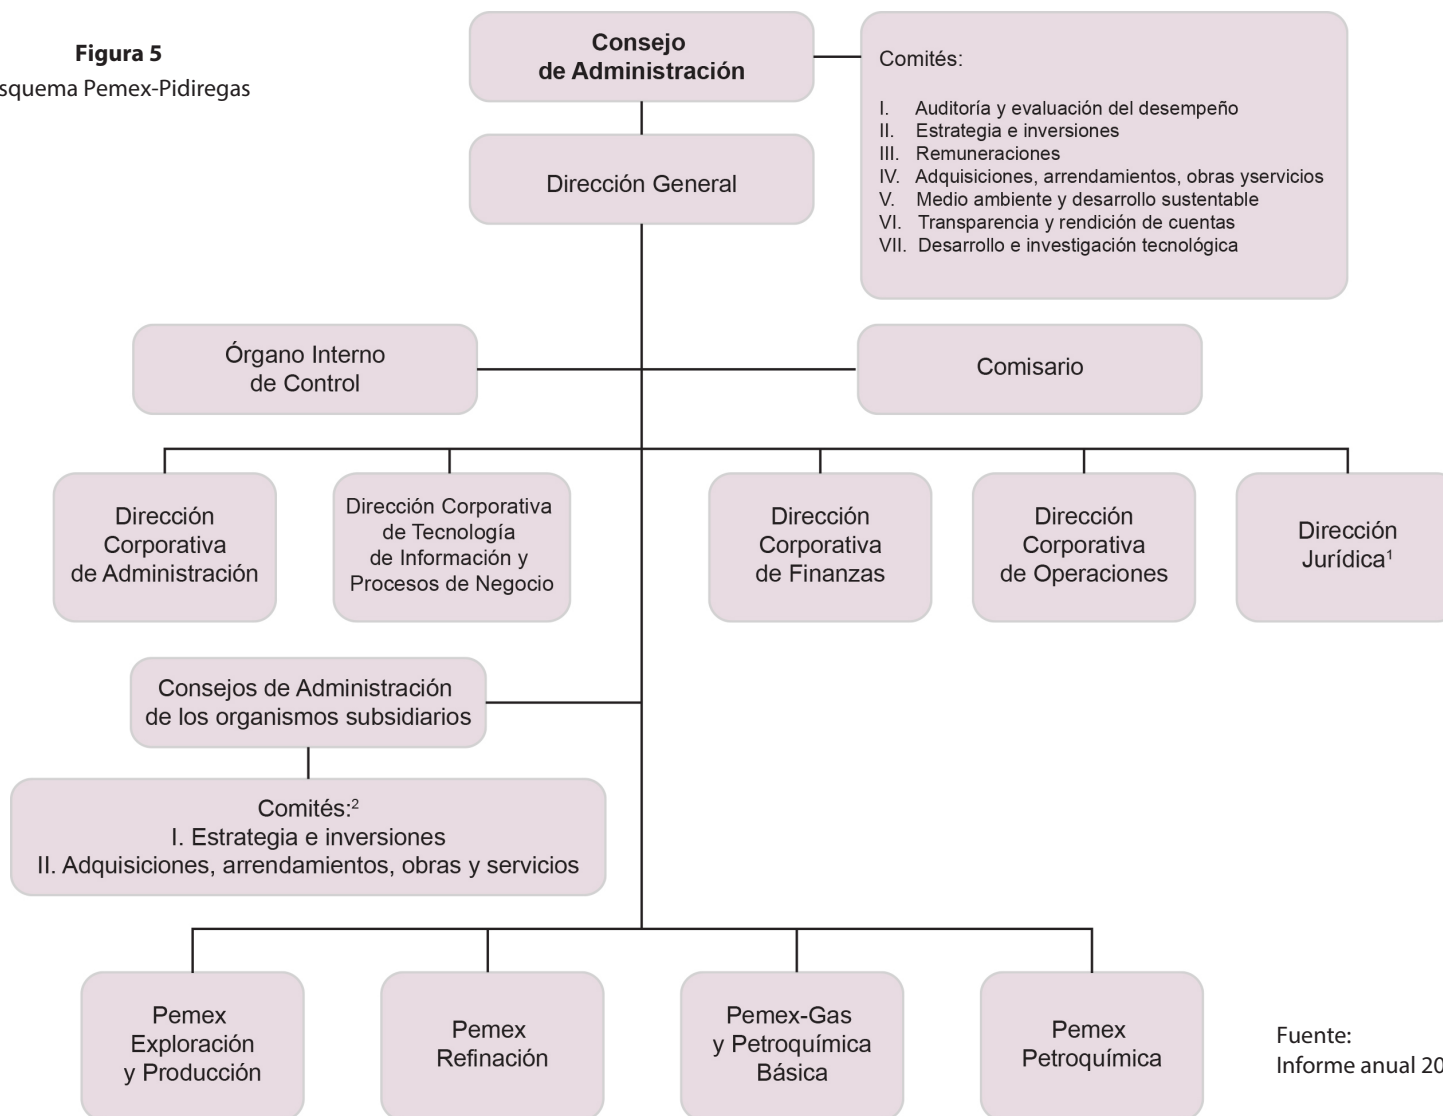 Figura 5
squema Pemex-Pidiregas
Consejo
de Administración
Comités:
I. Auditoría y evaluación del desempeño
II. Estrategia e inversiones
III. Remuneraciones
IV. Adquisiciones, arrendamientos, obras yservicios
V. Medio ambiente y desarrollo sustentable
VI. Transparencia y rendición de cuentas
VII. Desarrollo e investigación tecnológica
Dirección General
Órgano Interno
de Control
Comisario
Dirección
Corporativa
de Administración
Dirección Corporativa
de Tecnología
de Información y
Procesos de Negocio
Dirección
Corporativa
de Finanzas
Dirección
Corporativa
de Operaciones
Dirección
Jurídica¹
Consejos de Administración
de los organismos subsidiarios
Comités:²
I. Estrategia e inversiones
II. Adquisiciones, arrendamientos, obras y servicios
Pemex
Exploración
y Producción
Pemex
Refinación
Pemex-Gas
y Petroquímica
Básica
Pemex
Petroquímica
Fuente:
Informe anual 20